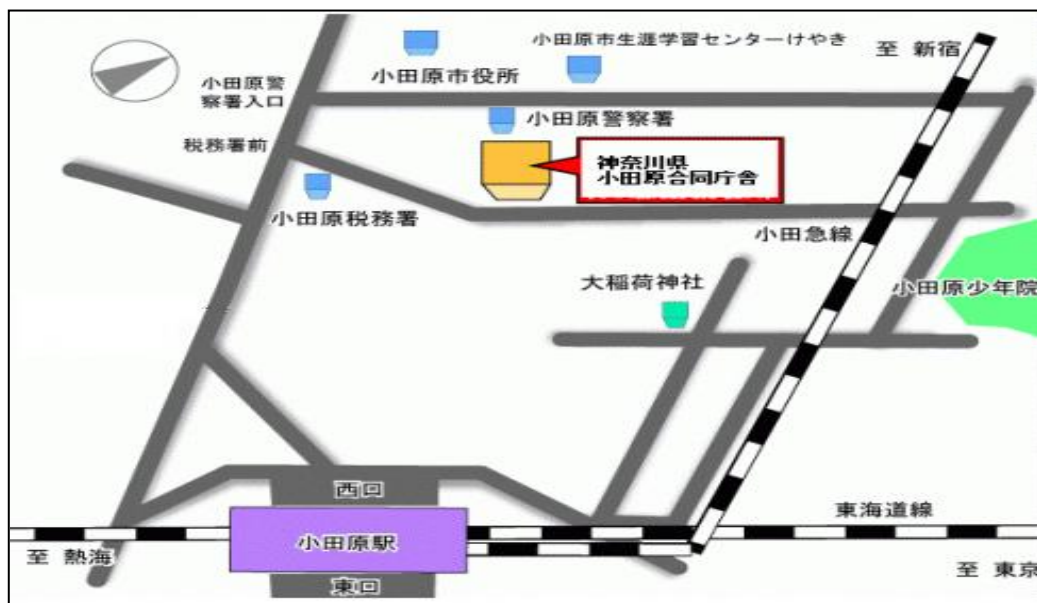 小田原市生涯学習センターけやき
至 新宿
小田原市役所
小田原警
察署入口
小田原警察署
税務署前
神奈川県
小田原合同庁舎
小田原税務署
小田急線
大稲荷神社
小田原少年院
西口
東海道線
小田原駅
至 熱海
至 東京
東口